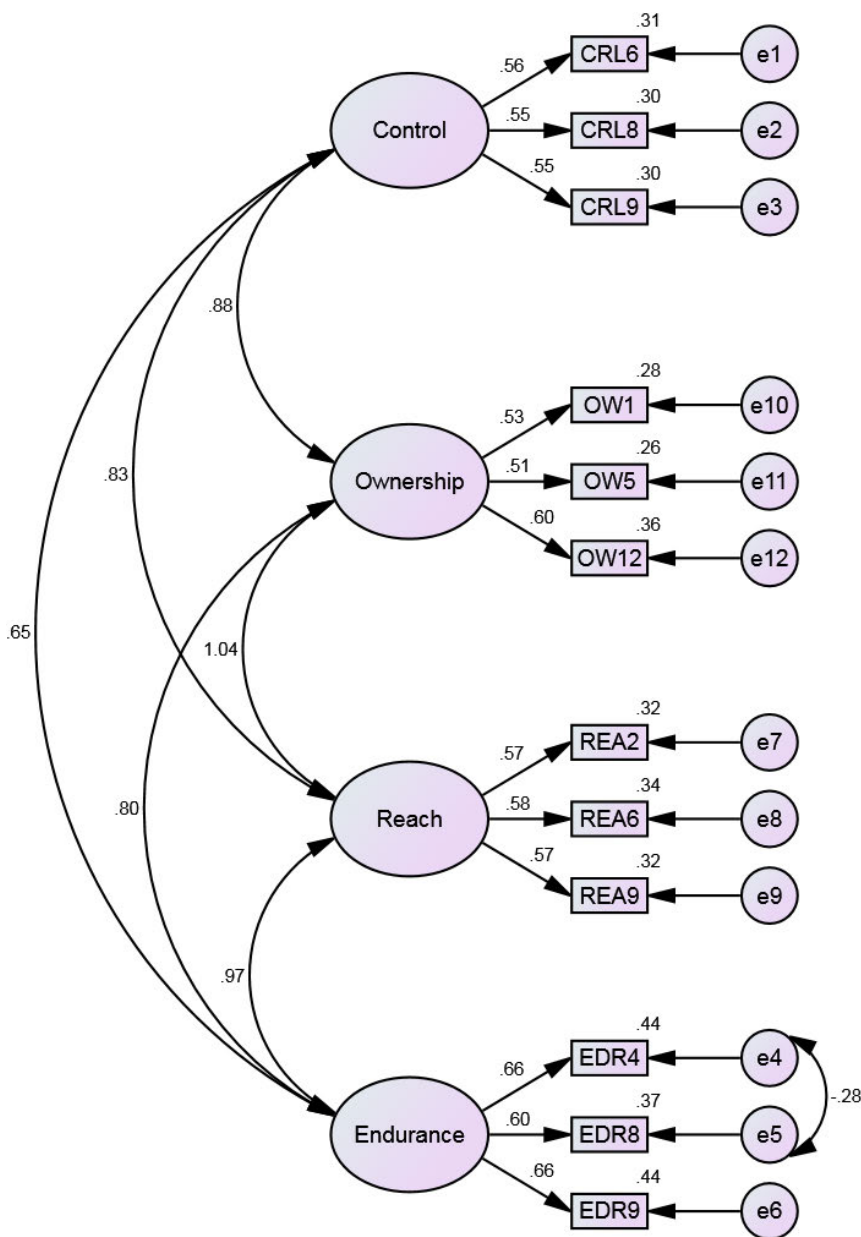 .31
CRL6
e1
.56
.30
Control
.55
CRL8
e2
.30
.55
CRL9
e3
.88
.28
OW1
e10
.53
.26
Ownership
.51
OW5
e11
.36
.60
OW12
e12
.83
.65
1.04
.32
REA2
e7
.57
.34
Reach
.58
REA6
e8
.32
.57
REA9
e9
.80
.97
.44
EDR4
e4
.66
.37
-.28
Endurance
.60
EDR8
e5
.44
.66
EDR9
e6